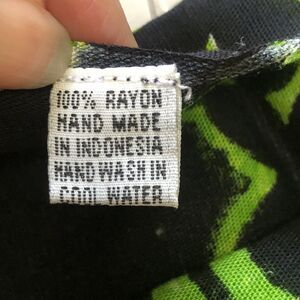 100% RAYON
HAND MADE
IN INDONESIA
HAND WASH IN
COOL WATER